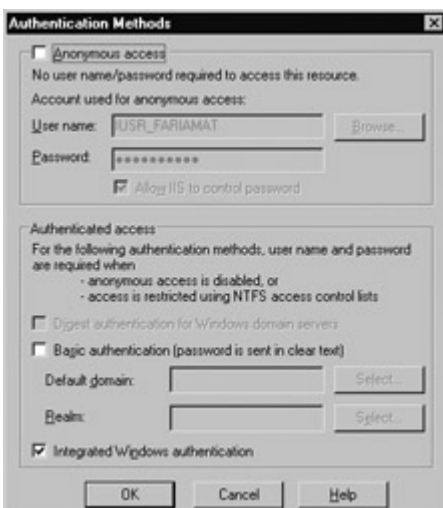 Authentication Methods
Anonymous access
No user name/password required to access this resource.
Account used for anonymous access:
User name: IUSR_FARIAMAT Browse...
Password: **********
Allow IIS to control password
Authenticated access
For the following authentication methods, user name and password
are required when
- anonymous access is disabled, or
- access is restricted using NTFS access control lists
Digest authentication for Windows domain servers
Basic authentication (password is sent in clear text)
Default domain: Select...
Realm: Select...
Integrated Windows authentication
OK Cancel Help